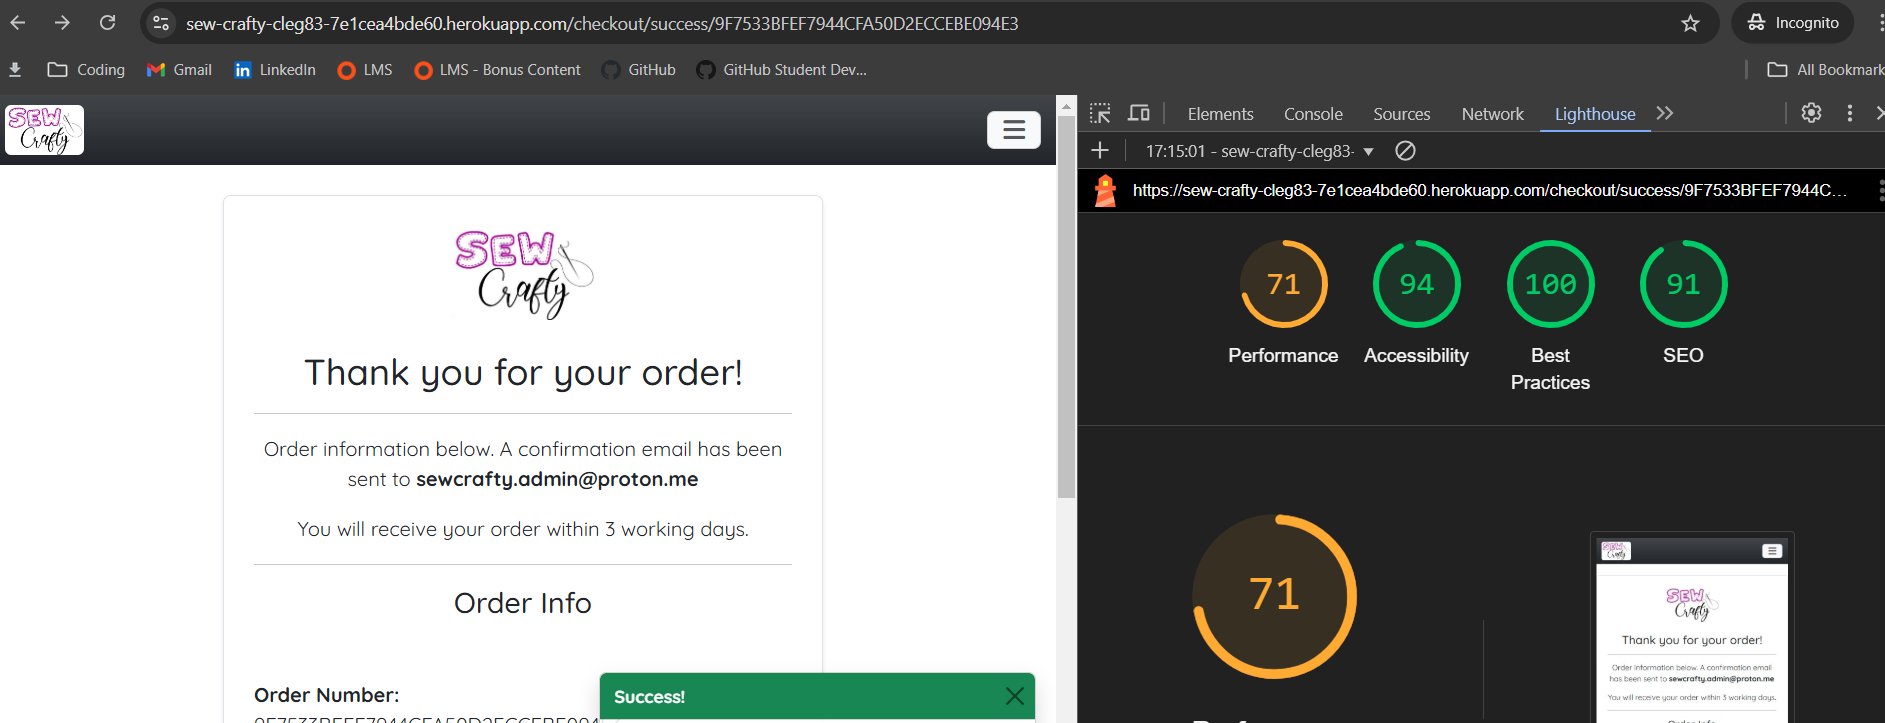 sew-crafty-cleg83-7e1cea4bde60.herokuapp.com/checkout/success/9F7533BFEF7944CFA50D2ECCEBE094E3
Incognito
Coding
Gmail
LinkedIn
LMS
LMS - Bonus Content
GitHub
GitHub Student Dev...
All Bookmark
SEW
Crafty
SEW
Crafty
Thank you for your order!
Order information below. A confirmation email has been
sent to sewcrafty.admin@proton.me
You will receive your order within 3 working days.
Order Info
Order Number:
Success!
Elements
Console
Sources
Network
Lighthouse
17:15:01 - sew-crafty-cleg83-
https://sew-crafty-cleg83-7e1cea4bde60.herokuapp.com/checkout/success/9F7533BFEF7944C...
71
94
100
91
Performance
Accessibility
Best
Practices
SEO
71
SEW
Crafty
SEW
Crafty
Thank you for your order!
Order information below. A confirmation email
has been sent to sewcrafty.admin@proton.me
You will receive your order within 3 working days.